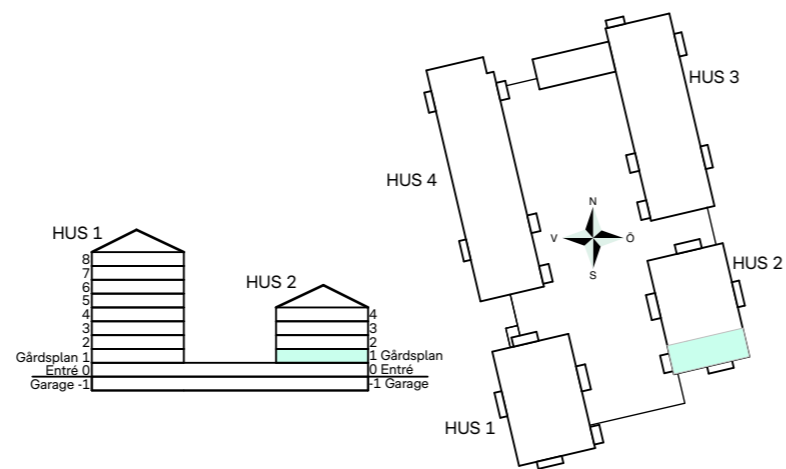 HUS 1
8
7
6
5
4
3
2
Gårdsplan 1
Entré 0
Garage -1
HUS 2
4
3
2
1 Gårdsplan
0 Entré
-1 Garage
HUS 3
HUS 4
N
V Ö
S
HUS 2
HUS 1